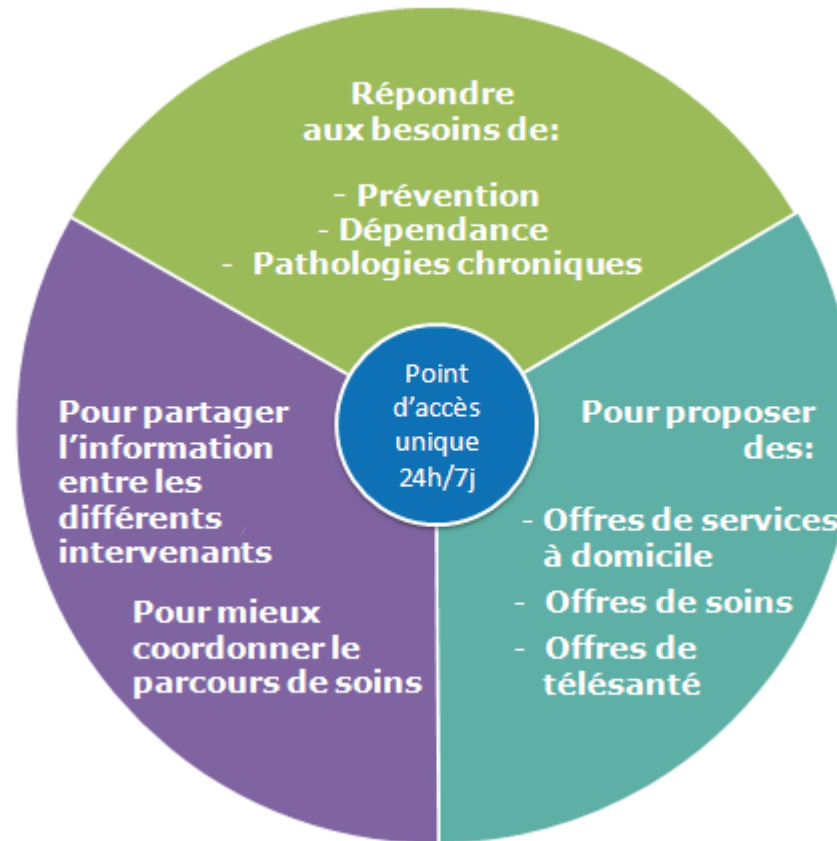 Répondre
aux besoins de:
- Prévention
- Dépendance
- Pathologies chroniques
Point
d'accès
unique
24h/7j
Pour partager
l'information
entre les
différents
intervenants
Pour mieux
coordonner le
parcours de soins
Pour proposer
des:
- Offres de services
à domicile
- Offres de soins
- Offres de
télésanté